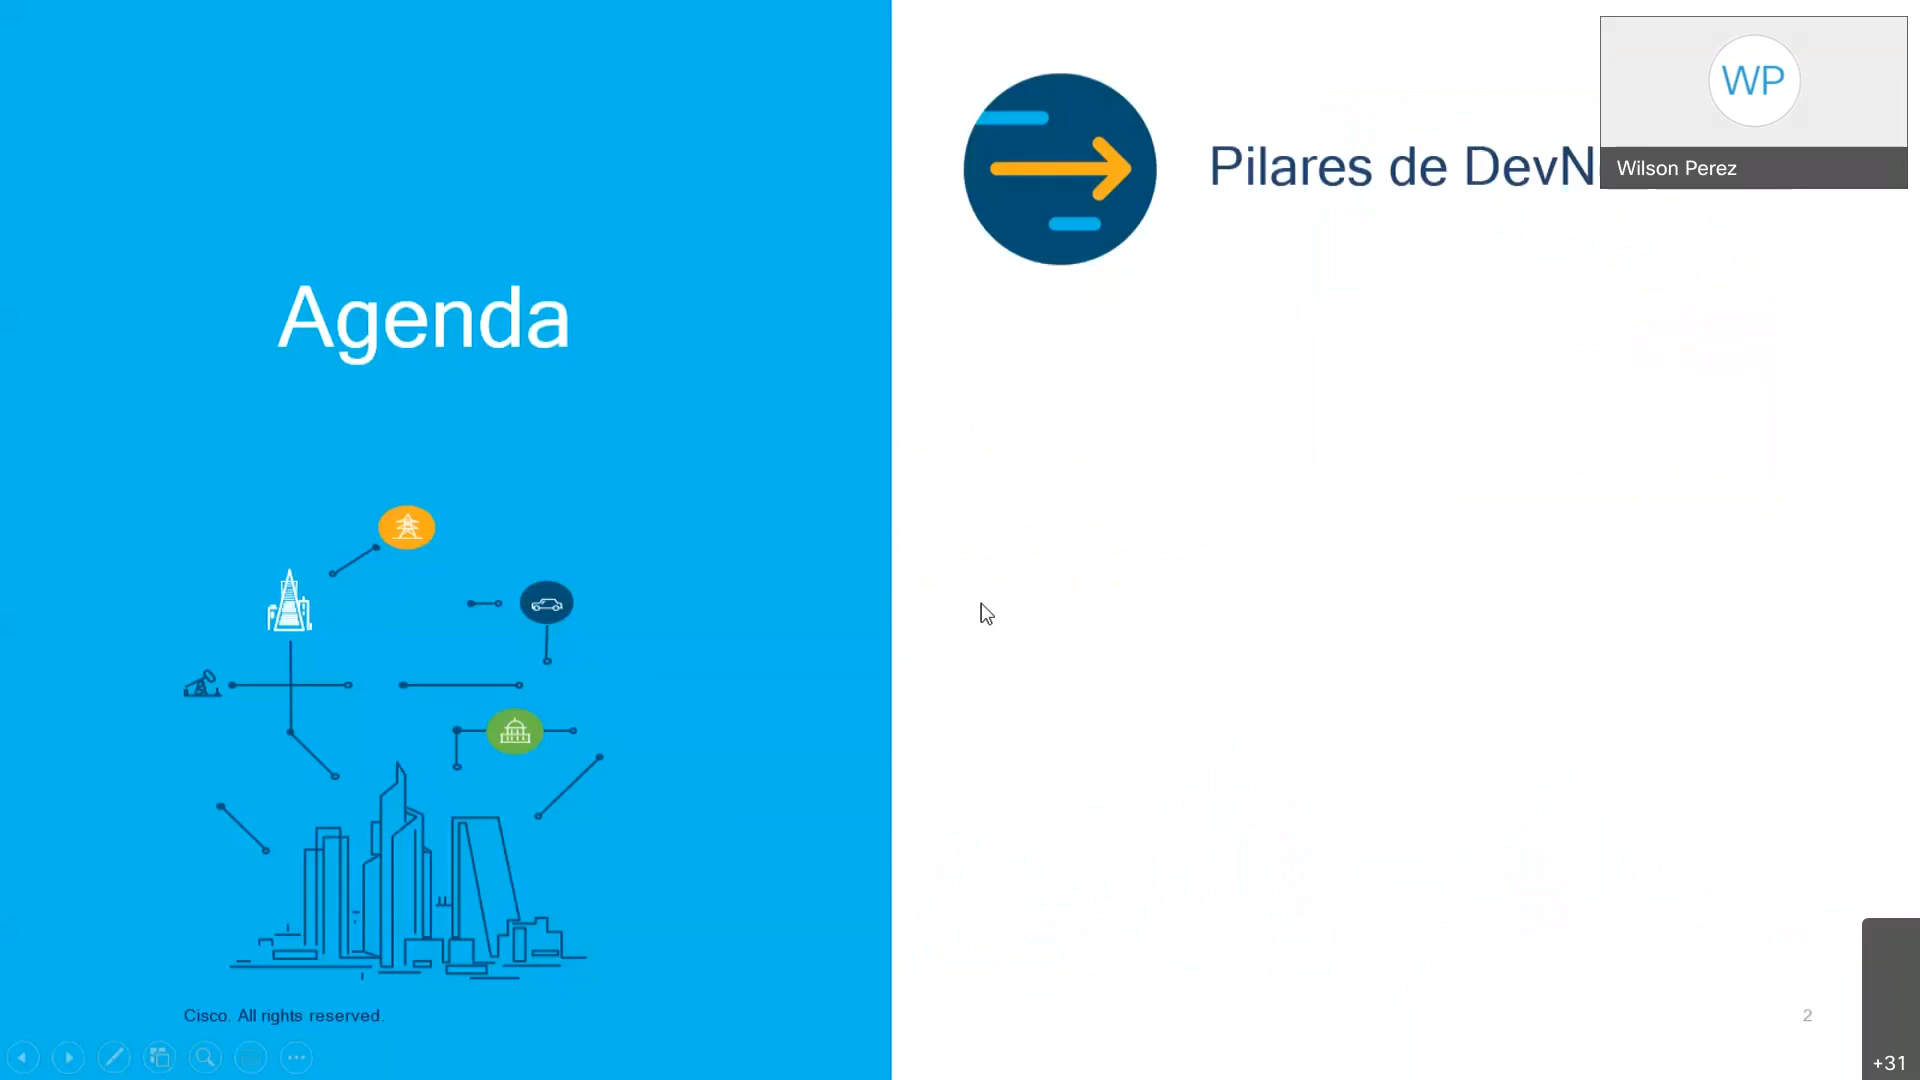 WP
Wilson Perez
Pilares de DevN
Agenda
Cisco. All rights reserved.
2
+31